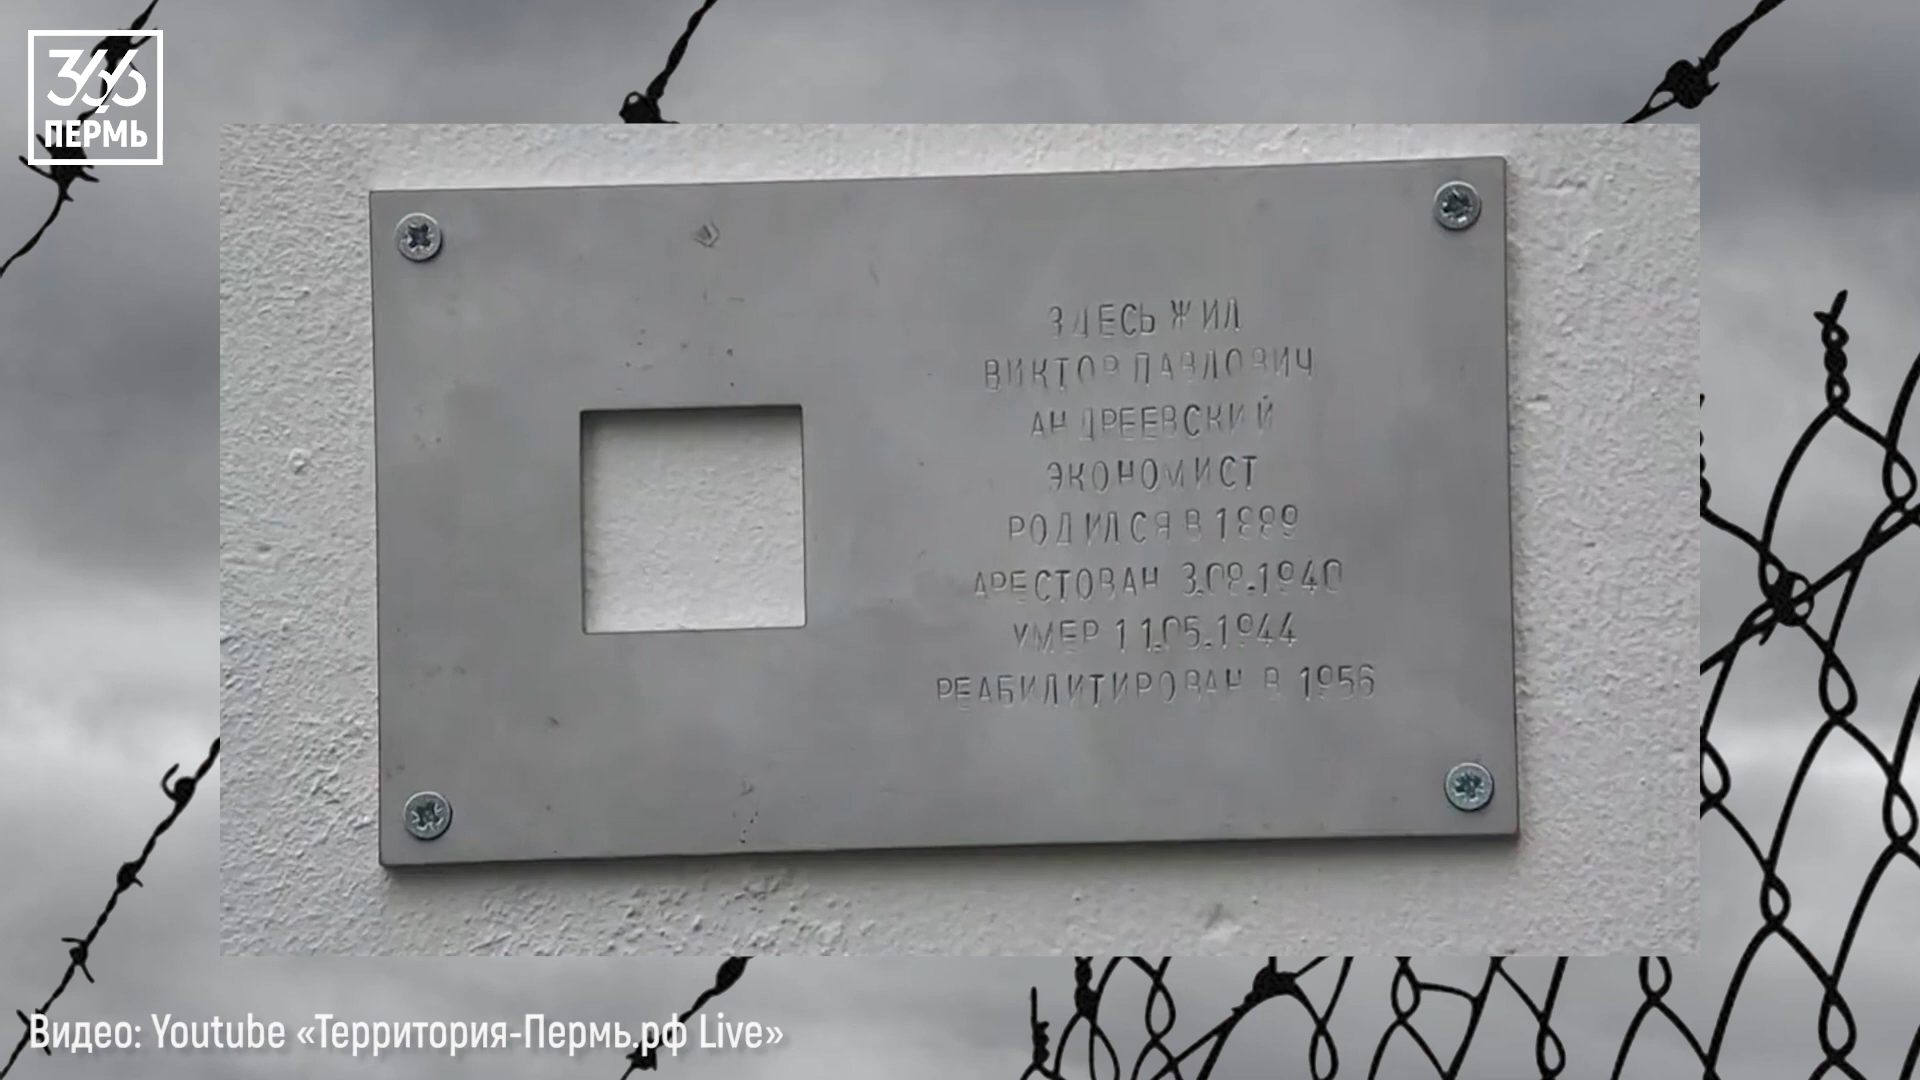 366
ПЕРМЬ
ЗДЕСЬ ЖИЛ
ВИКТОР ПАВЛОВИЧ
АНДРЕЕВСКИЙ
ЭКОНОМИСТ
РОДИЛСЯ В 1889
АРЕСТОВАН 3.08.1940
УМЕР 11.05.1944
РЕАБИЛИТИРОВАН В 1956
Видео: Youtube «Территория-Пермь.рф Live»